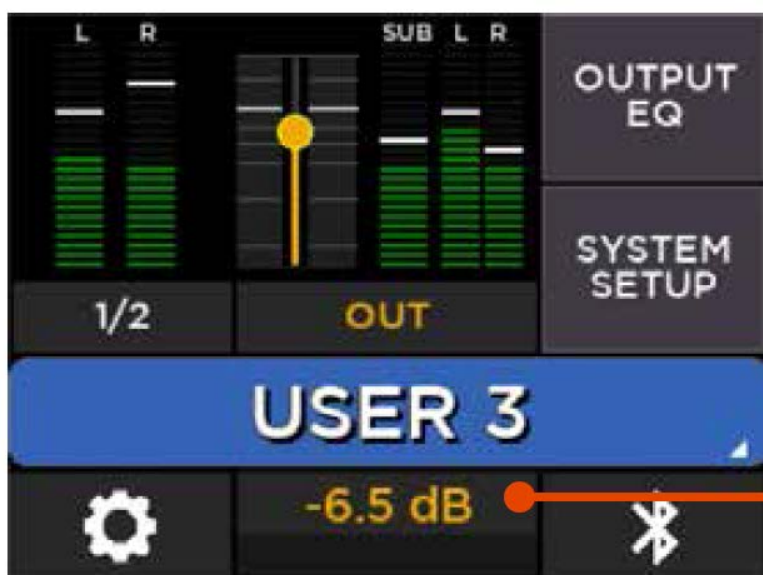 L R
SUB L R
OUTPUT
EQ
SYSTEM
SETUP
1/2
OUT
USER 3
-6.5 dB